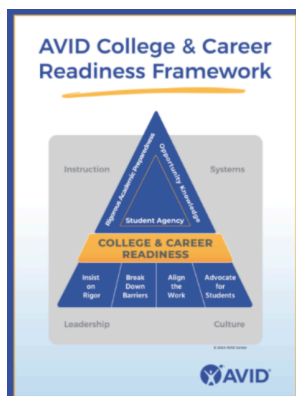 AVID College & Career
Readiness Framework
Instruction
Systems
Rigorous Academic Preparedness
Opportunity Knowledge
Student Agency
COLLEGE & CAREER
READINESS
Insist
on
Rigor
Break
Down
Barriers
Align
the
Work
Advocate
for
Students
Leadership
Culture
AVID